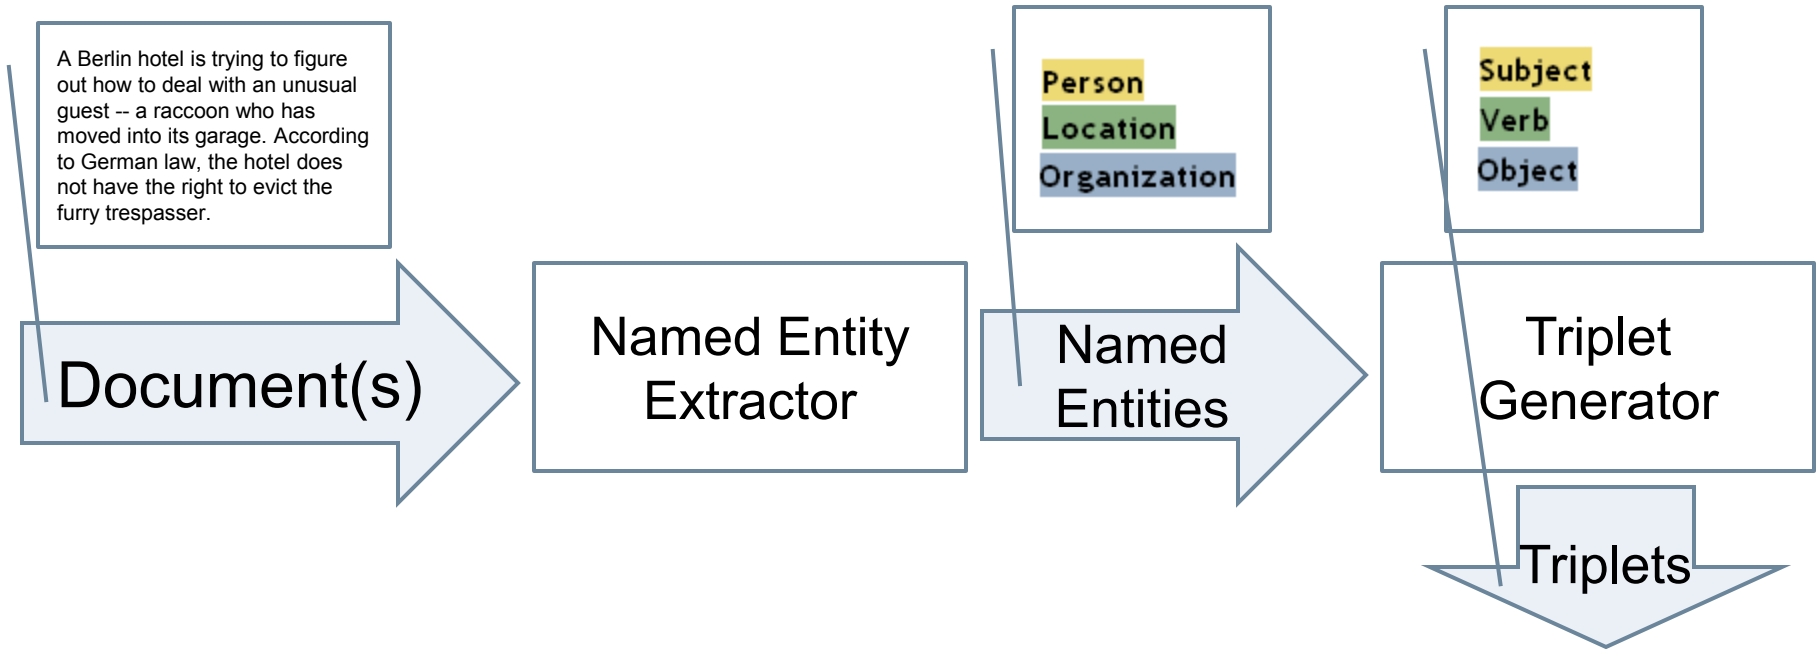 A Berlin hotel is trying to figure
out how to deal with an unusual
guest -- a raccoon who has
moved into its garage. According
to German law, the hotel does
not have the right to evict the
furry trespasser.
Person
Location
Organization
Subject
Verb
Object
Document(s)
Named Entity
Extractor
Named
Entities
Triplet
Generator
Triplets